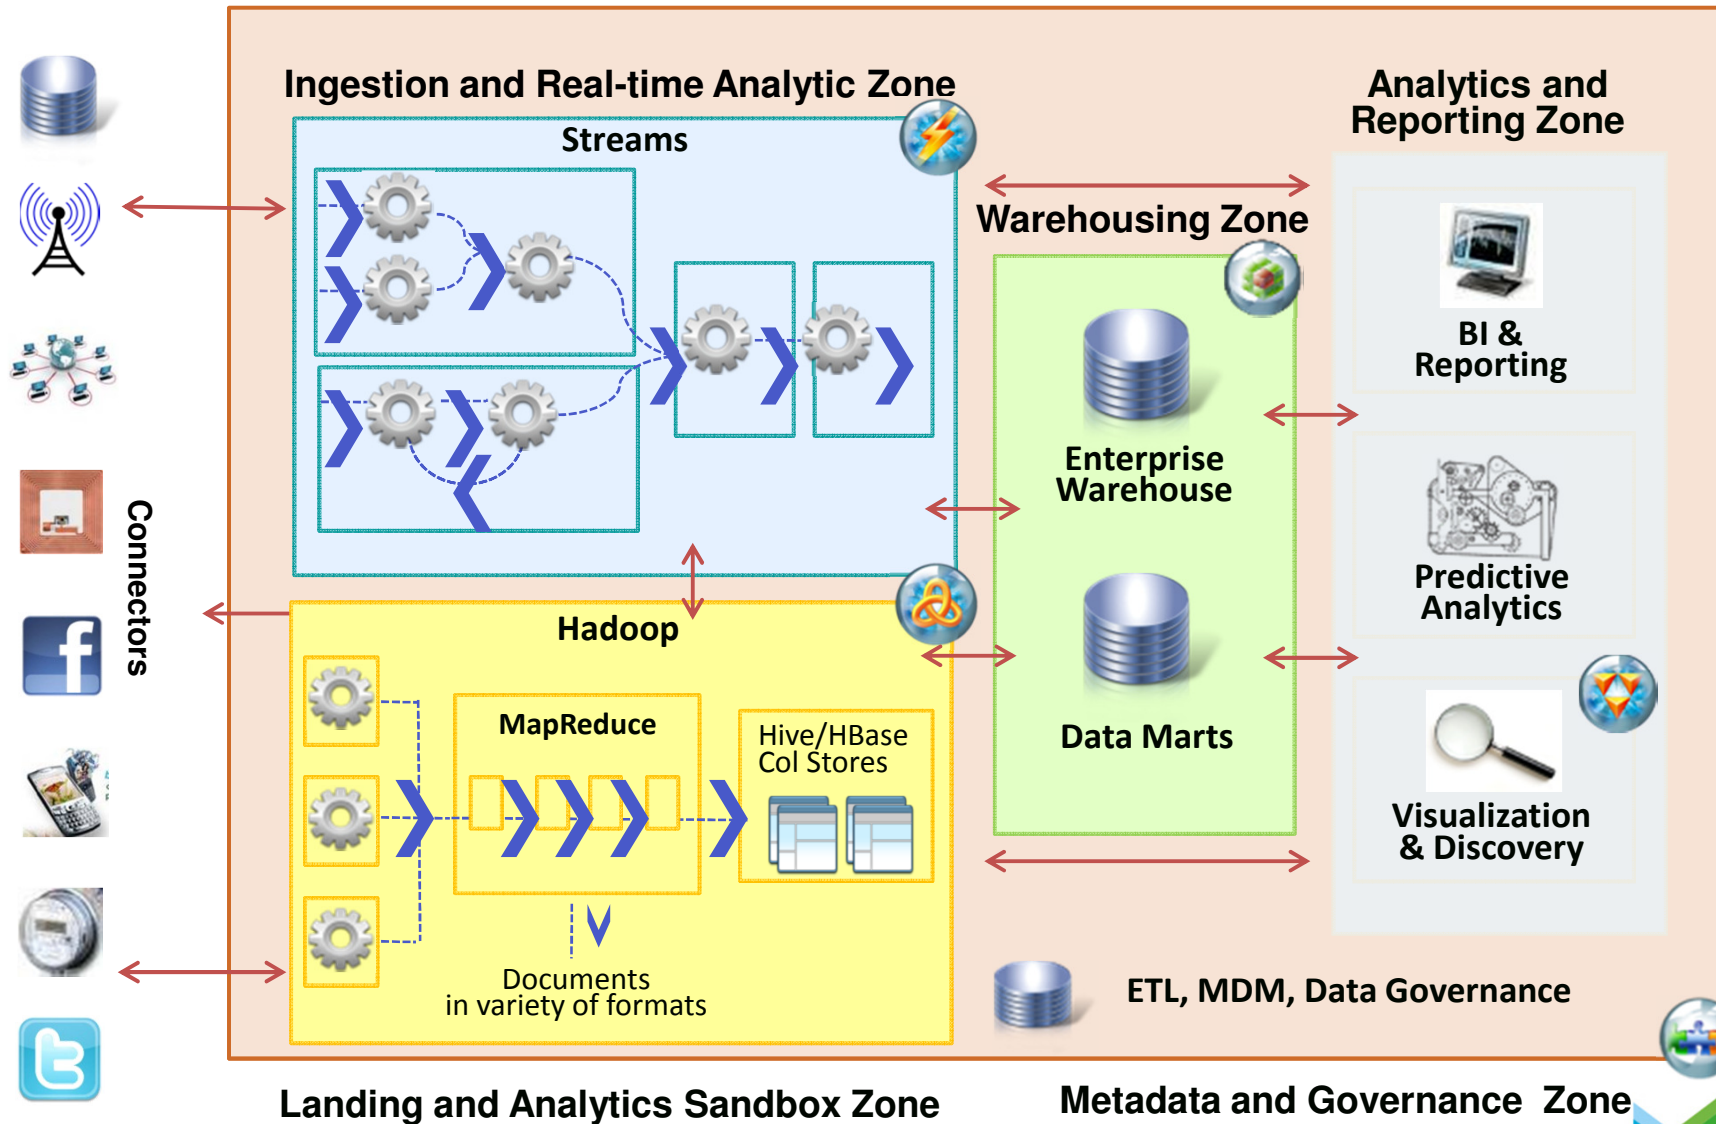 Ingestion and Real-time Analytic Zone
Streams
Analytics and
Reporting Zone
Warehousing Zone
BI &
Reporting
Enterprise
Warehouse
Predictive
Analytics
Connectors
Hadoop
MapReduce
Hive/HBase
Col Stores
Data Marts
Visualization
& Discovery
Documents
in variety of formats
ETL, MDM, Data Governance
Landing and Analytics Sandbox Zone
Metadata and Governance Zone
f
t